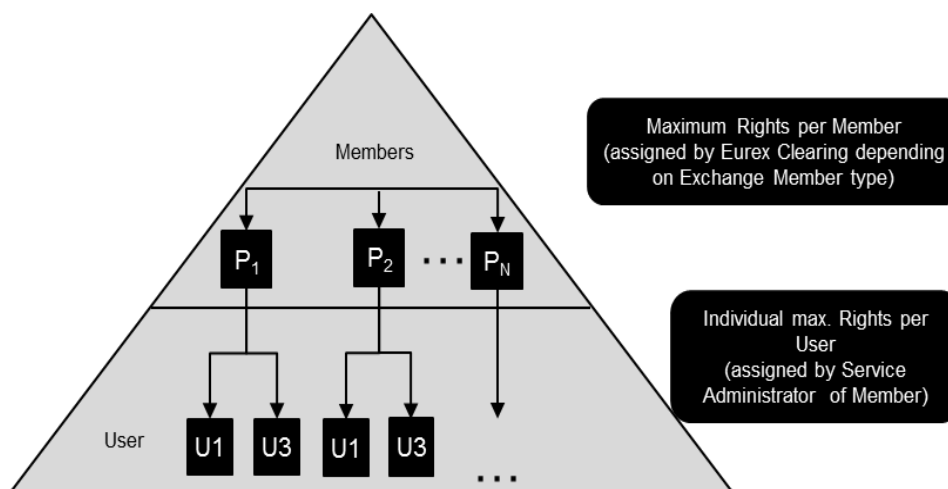 Members
Maximum Rights per Member
(assigned by Eurex Clearing depending
on Exchange Member type)
P1 P2 ... PN
Individual max. Rights per
User
(assigned by Service
Administrator of Member)
User
U1 U3 U1 U3
...